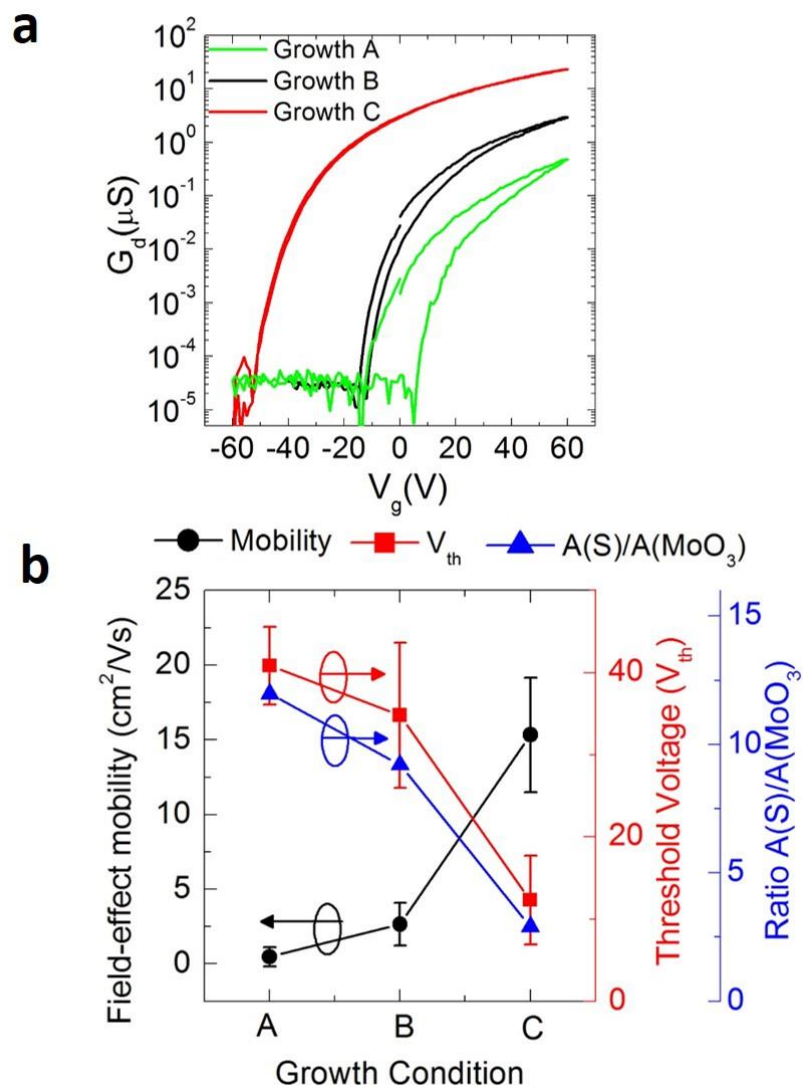 a
Growth A
Growth B
Growth C
10²
10¹
10⁰
10⁻¹
10⁻²
10⁻³
10⁻⁴
10⁻⁵
G_d(μS)
-60 -40 -20 0 20 40 60
V_g(V)
Mobility V_th A(S)/A(MoO₃)
b
25
20
15
10
5
0
Field-effect mobility (cm²/Vs)
40
20
0
Threshold Voltage (V_th)
15
10
5
0
Ratio A(S)/A(MoO₃)
A B C
Growth Condition